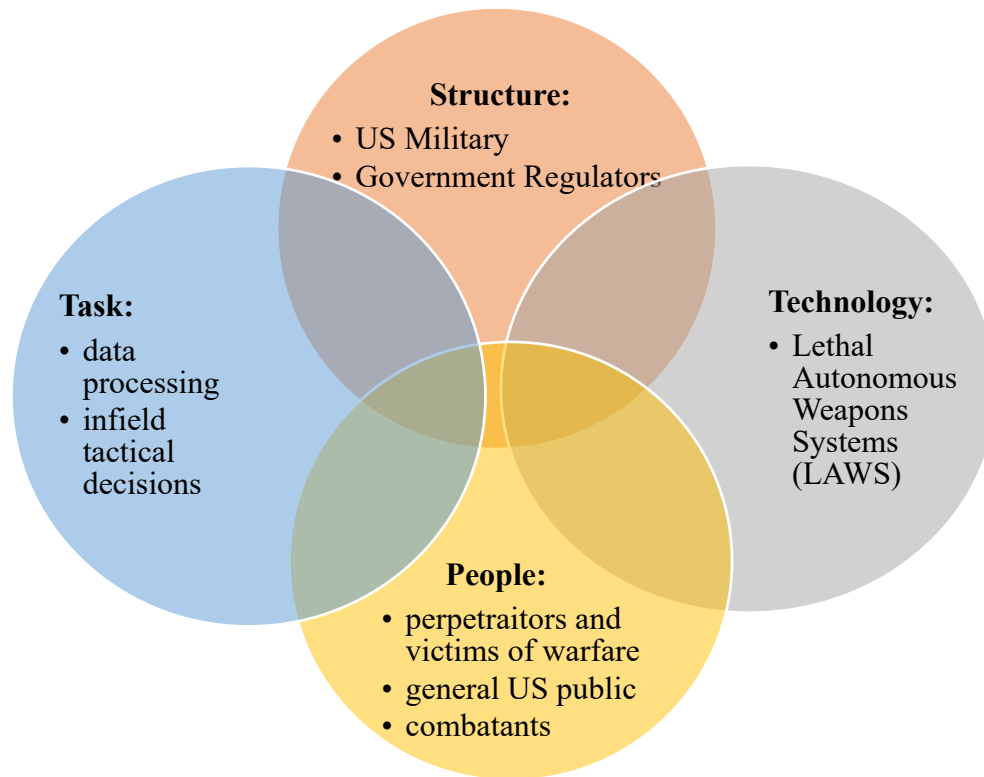 Structure:
• US Military
• Government Regulators
Task:
• data
processing
• infield
tactical
decisions
Technology:
• Lethal
Autonomous
Weapons
Systems
(LAWS)
People:
• perpetraitors and
victims of warfare
• general US public
• combatants